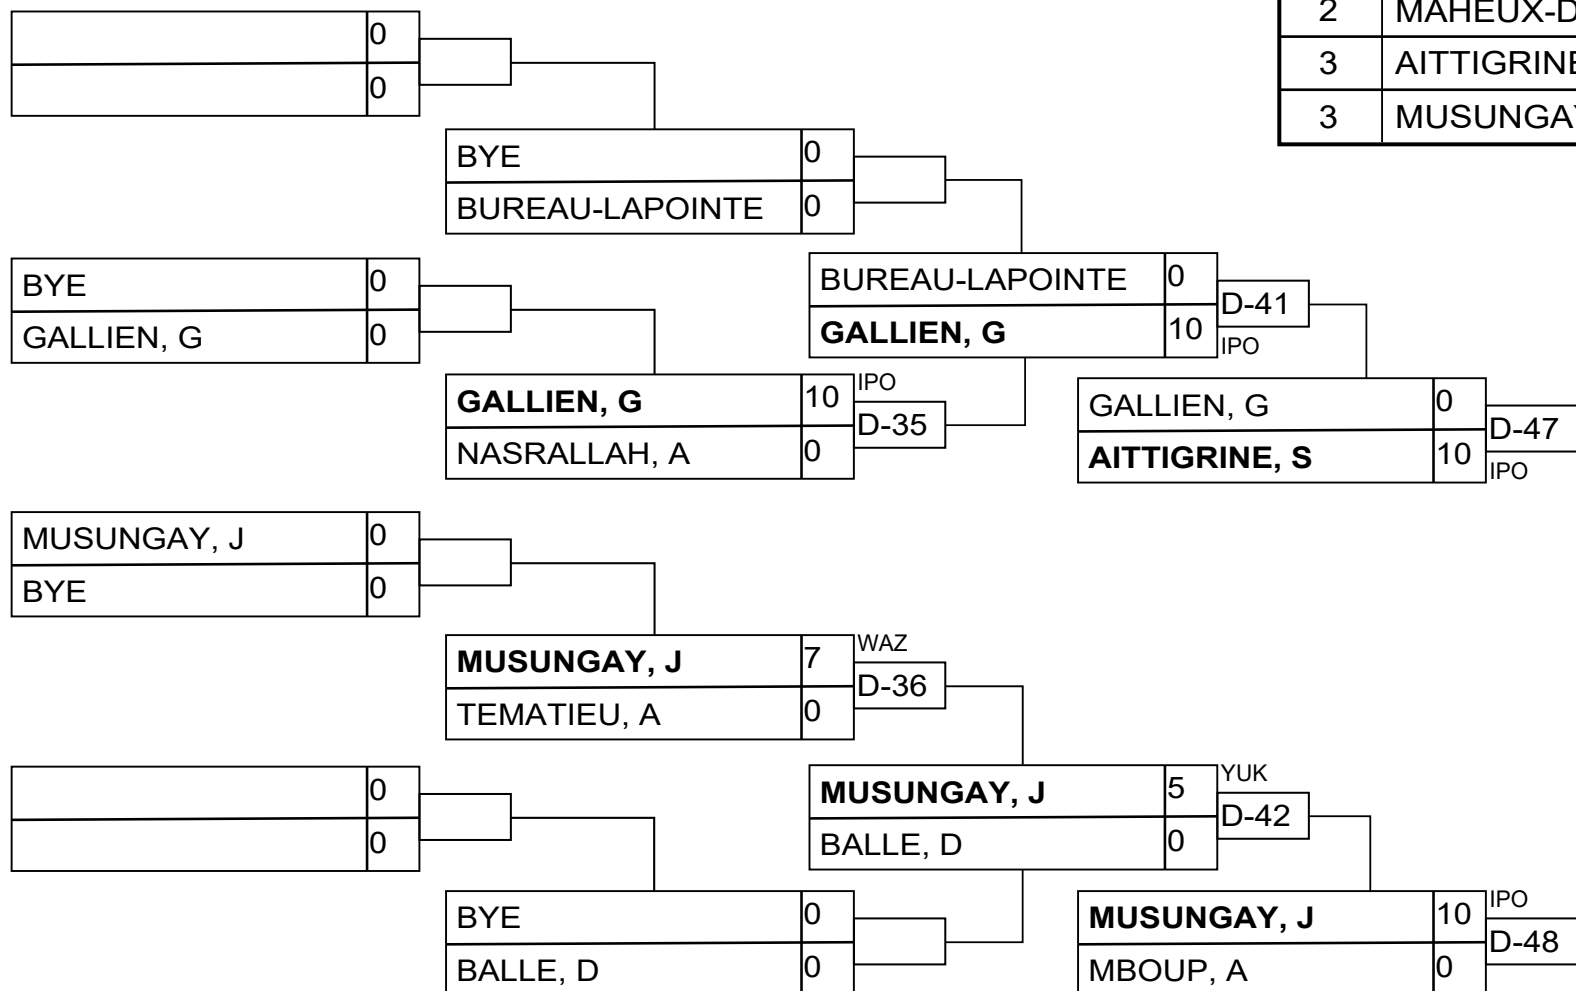 2 MAHEUX-D
3 AITTIGRINE
3 MUSUNGAY
0
0
BYE 0
BUREAU-LAPOINTE 0
BYE 0
GALLIEN, G 0
BUREAU-LAPOINTE 0
GALLIEN, G 10
D-41
IPO
GALLIEN, G 10
NASRALLAH, A 0
IPO
D-35
GALLIEN, G 0
AITTIGRINE, S 10
D-47
IPO
MUSUNGAY, J 0
BYE 0
MUSUNGAY, J 7
TEMATIEU, A 0
WAZ
D-36
0
0
MUSUNGAY, J 5
BALLE, D 0
YUK
D-42
BYE 0
BALLE, D 0
MUSUNGAY, J 10
MBOUP, A 0
IPO
D-48